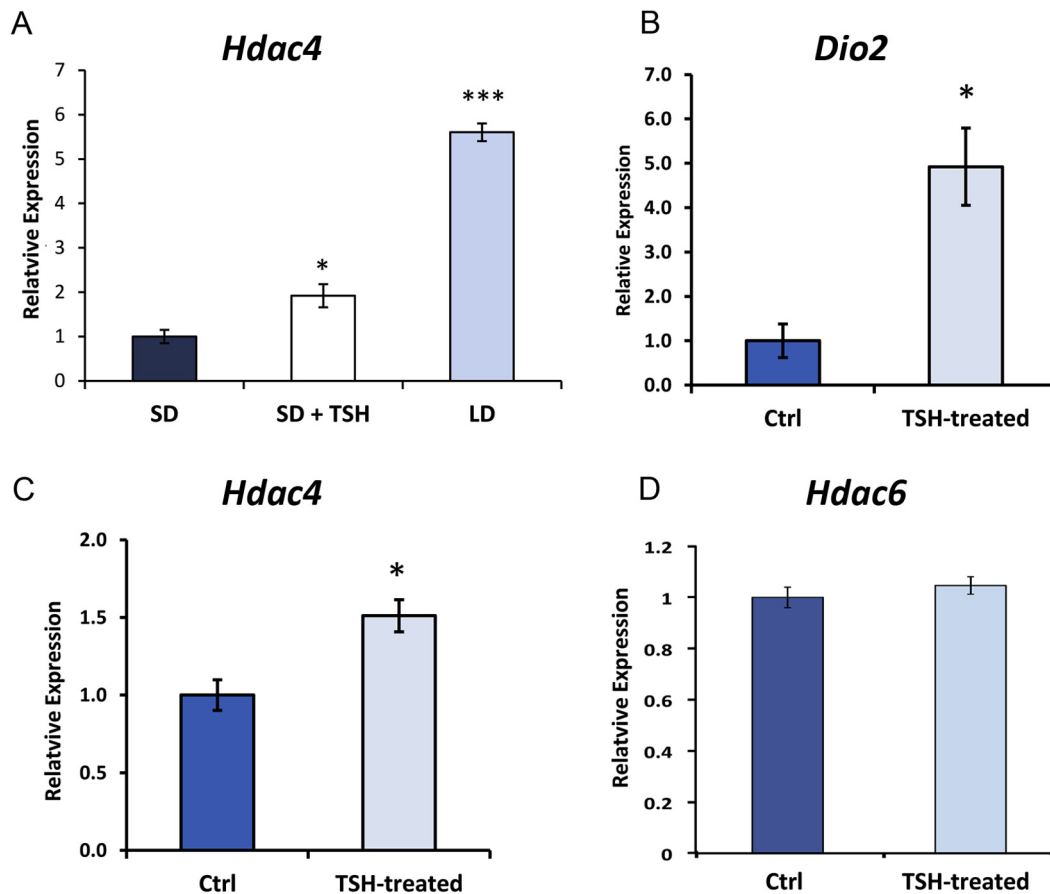 A
Hdac4
Relatvive Expression
7
6
5
4
3
2
1
0
*
***
SD
SD + TSH
LD
B
Dio2
Relative Expression
7.0
6.0
5.0
4.0
3.0
2.0
1.0
0.0
*
Ctrl
TSH-treated
C
Hdac4
Relatvive Expression
2.0
1.5
1.0
0.5
0.0
*
Ctrl
TSH-treated
D
Hdac6
Relatvive Expression
1.2
1
0.8
0.6
0.4
0.2
0
Ctrl
TSH-treated